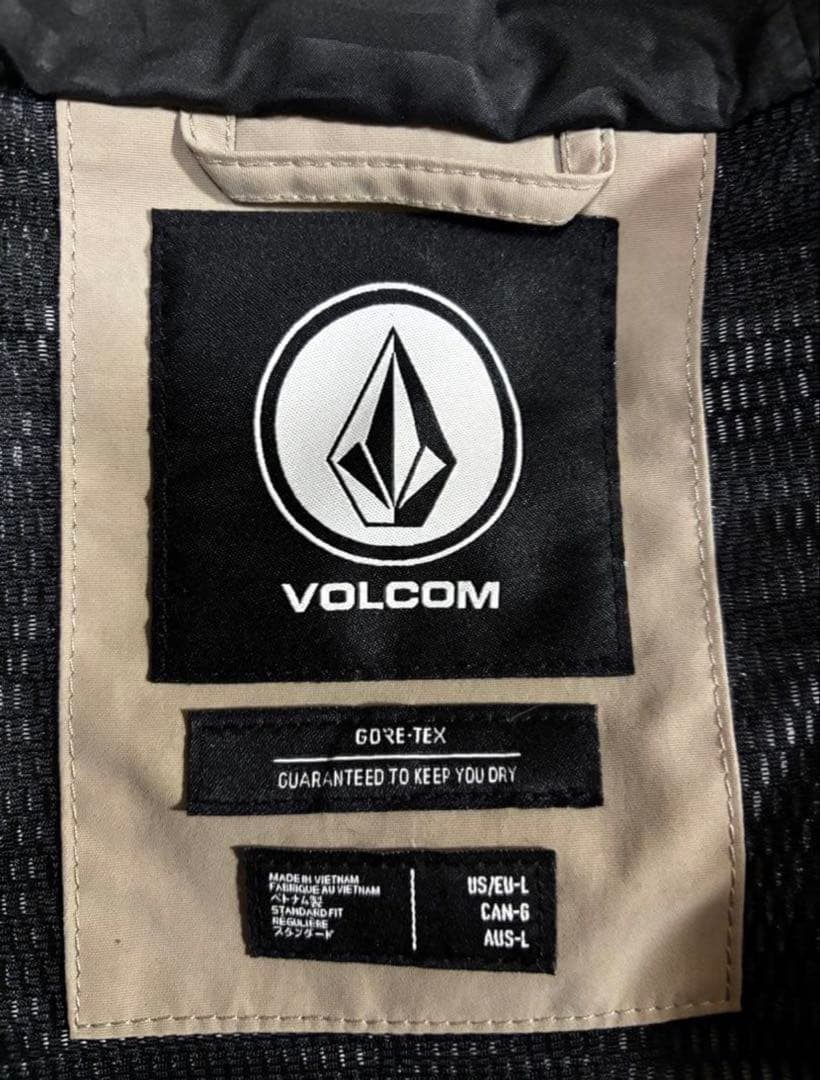 VOLCOM
GORE-TEX
GUARANTEED TO KEEP YOU DRY
MADE IN VIETNAM
FABRIQUE AU VIETNAM
ベトナム製
STANDARD FIT
RÉGULIÈRE
スタンダード
US/EU-L
CAN-G
AUS-L